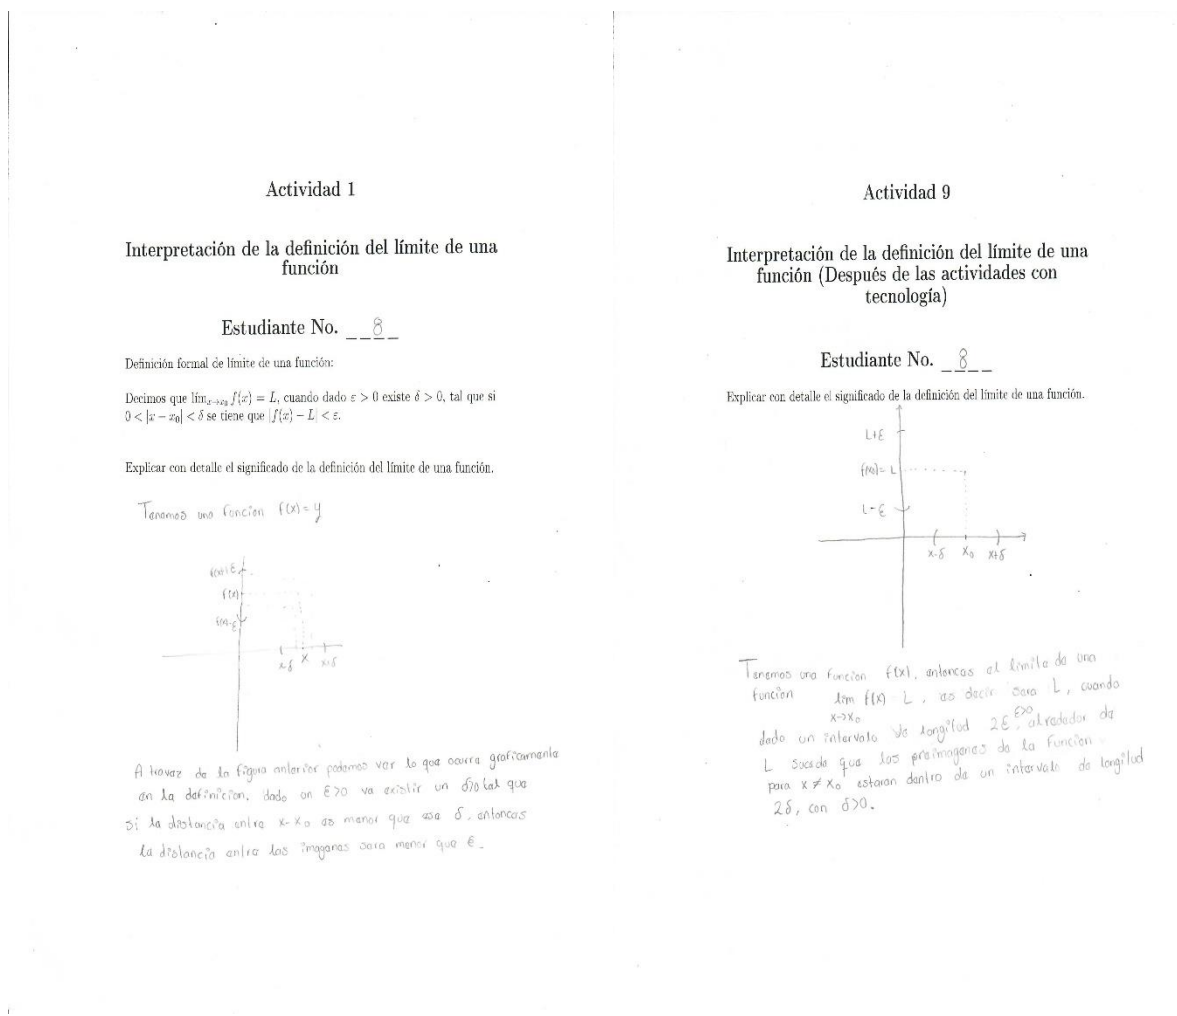 Actividad 1
Interpretación de la definición del límite de una
función
Estudiante No. 8
Definición formal de límite de una función:
Decimos que lím_{x→x₀} f(x) = L, cuando dado ε > 0 existe δ > 0, tal que si
0 < |x − x₀| < δ se tiene que |f(x) − L| < ε.
Explicar con detalle el significado de la definición del límite de una función.
Tenemos una funcion f(x) = y
f(x)+ε
f(x)
f(x)-ε
x-δ x x+δ
A travez de la figura anterior podemos ver lo que ocurre graficamente
en la definicion, dado un ε>0 va existir un δ>0 tal que
si la distancia entre x-x₀ es menor que ese δ, entonces
la distancia entre las imagenes sera menor que ε.
Actividad 9
Interpretación de la definición del límite de una
función (Después de las actividades con
tecnología)
Estudiante No. 8
Explicar con detalle el significado de la definición del límite de una función.
L+ε
f(x₀)= L
L-ε
x-δ x₀ x+δ
Tenemos una funcion f(x), entonces el limite de una
función lim f(x) = L, es decir sera L, cuando
x→x₀
dado un intervalo de longitud 2ε, ε>0 alrededor de
L sucede que las preimagenes de la funcion
para x ≠ x₀ estaran dentro de un intervalo de longitud
2δ, con δ>0.